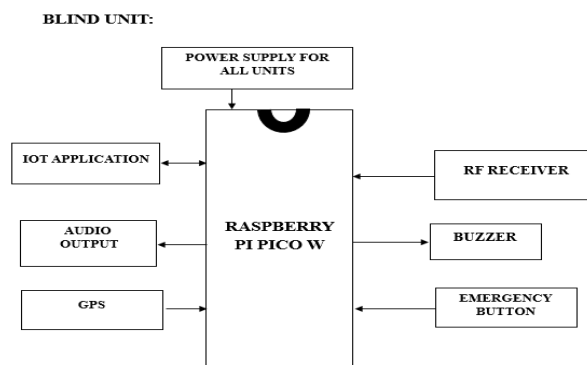 BLIND UNIT:
POWER SUPPLY FOR
ALL UNITS
IOT APPLICATION
RF RECEIVER
RASPBERRY
PI PICO W
AUDIO
OUTPUT
BUZZER
GPS
EMERGENCY
BUTTON